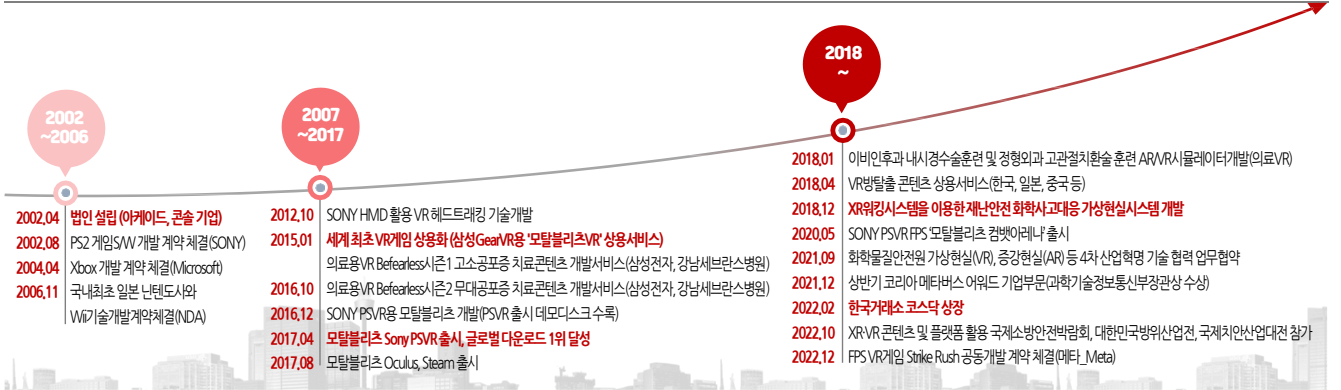 2002
~2006
2002.04 법인 설립 (아케이드, 콘솔 기업)
2002.08 PS2 게임S/W 개발 계약 체결(SONY)
2004.04 Xbox 개발 계약 체결(Microsoft)
2006.11 국내최초 일본 닌텐도사와
Wii기술개발계약체결(NDA)
2007
~2017
2012.10 SONY HMD 활용 VR 헤드트래킹 기술개발
2015.01 세계 최초 VR게임 상용화 (삼성GearVR용 '모탈블리츠VR' 상용서비스)
의료용VR Befearless시즌1 고소공포증 치료콘텐츠 개발서비스(삼성전자, 강남세브란스병원)
2016.10 의료용VR Befearless시즌2 무대공포증 치료콘텐츠 개발서비스(삼성전자, 강남세브란스병원)
2016.12 SONY PSVR용 모탈블리츠 개발(PSVR 출시 데모디스크 수록)
2017.04 모탈블리츠 Sony PSVR 출시, 글로벌 다운로드 1위 달성
2017.08 모탈블리츠 Oculus, Steam 출시
2018
~
2018.01 이비인후과 내시경수술훈련 및 정형외과 고관절치환술 훈련 AR/VR시뮬레이터개발(의료VR)
2018.04 VR방탈출 콘텐츠 상용서비스(한국, 일본, 중국 등)
2018.12 XR워킹시스템을 이용한 재난안전 화학사고대응 가상현실시스템 개발
2020.05 SONY PSVR FPS '모탈블리츠 컴뱃아레나' 출시
2021.09 화학물질안전원 가상현실(VR), 증강현실(AR) 등 4차 산업혁명 기술 협력 업무협약
2021.12 상반기 코리아 메타버스 어워드 기업부문(과학기술정보통신부장관상 수상)
2022.02 한국거래소 코스닥 상장
2022.10 XR·VR 콘텐츠 및 플랫폼 활용 국제소방안전박람회, 대한민국방위산업전, 국제치안산업대전 참가
2022.12 FPS VR게임 Strike Rush 공동개발 계약 체결(메타_Meta)